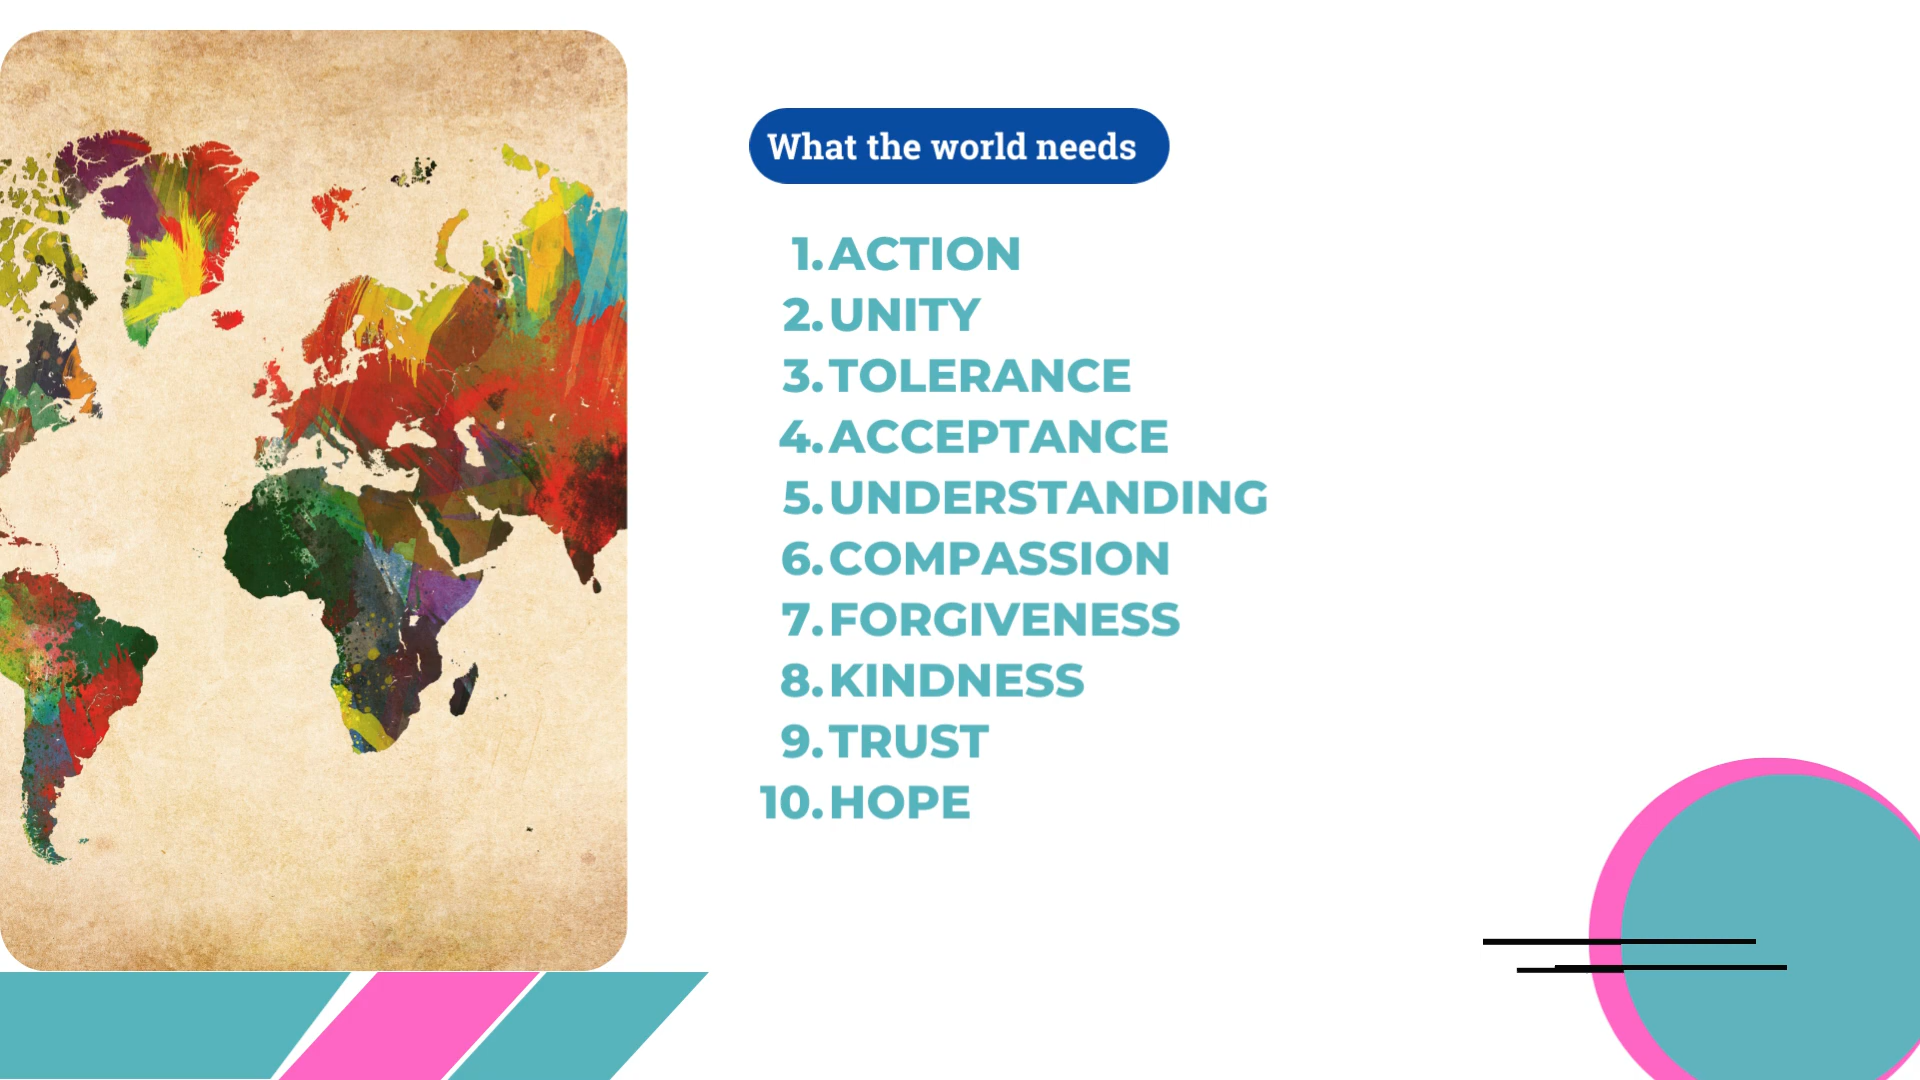 What the world needs
1. ACTION
2. UNITY
3. TOLERANCE
4. ACCEPTANCE
5. UNDERSTANDING
6. COMPASSION
7. FORGIVENESS
8. KINDNESS
9. TRUST
10. HOPE